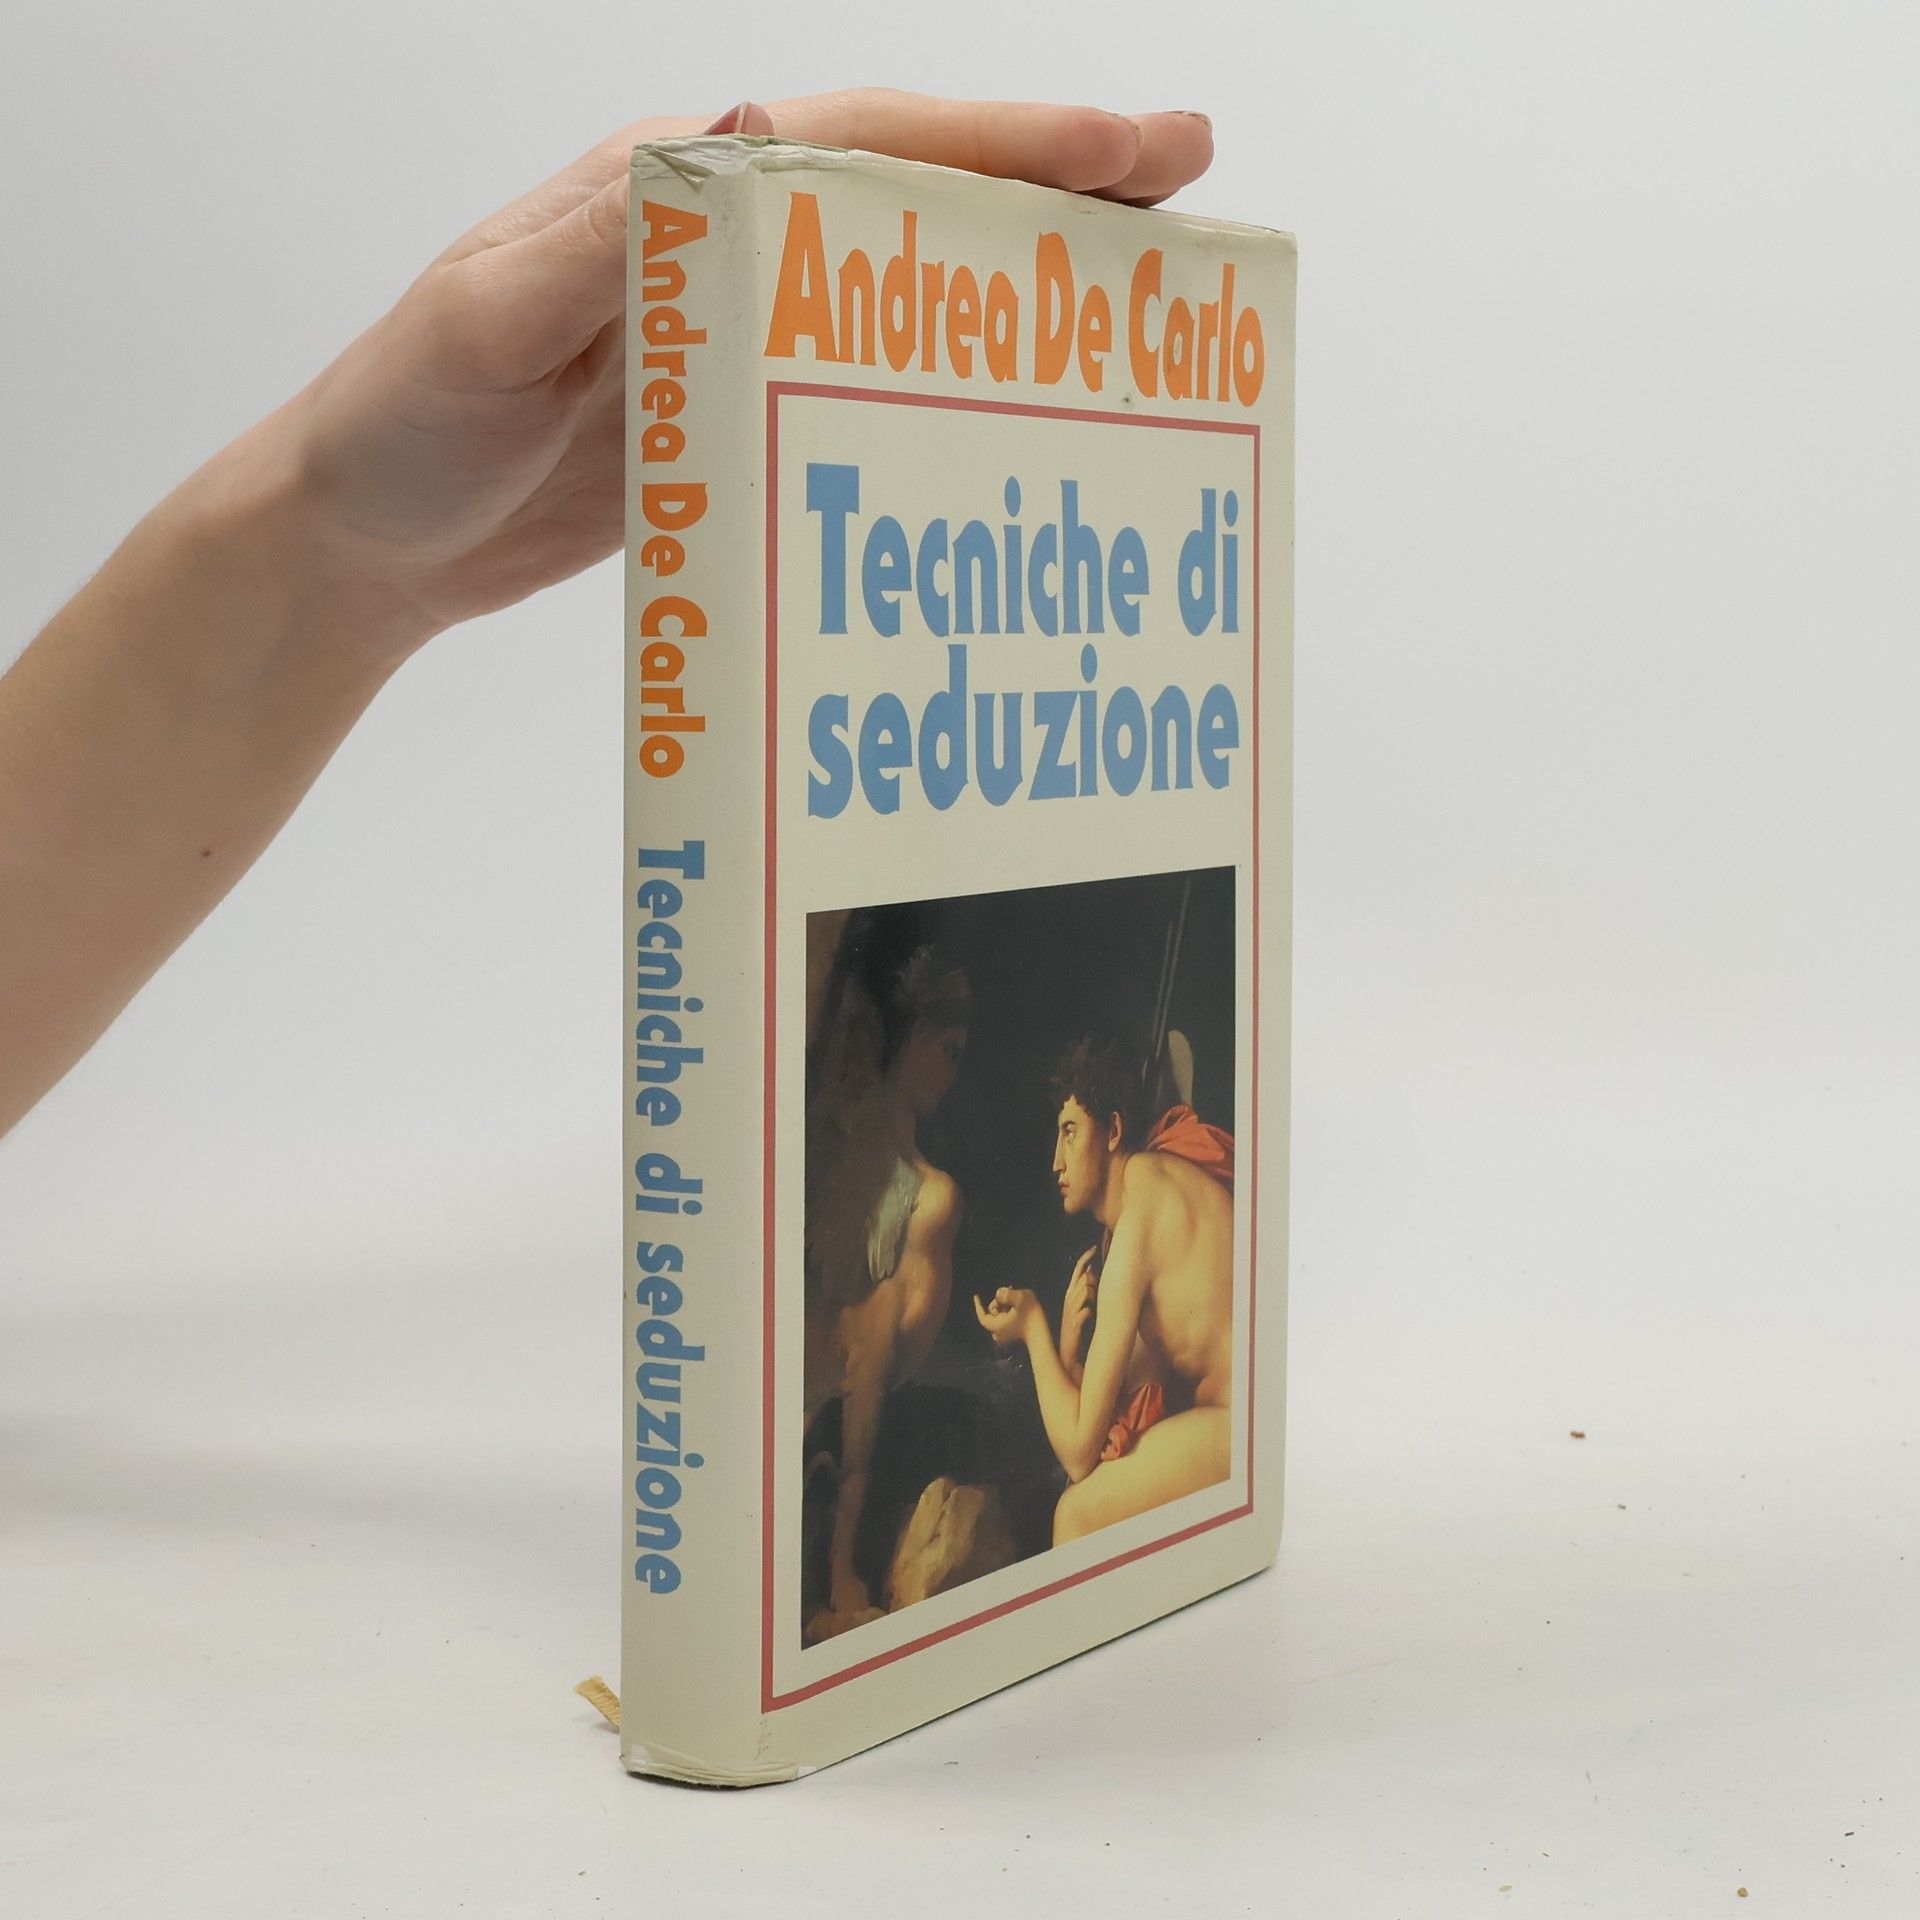 Andrea De Carlo
Tecniche di
seduzione
Andrea De Carlo Tecniche di seduzione